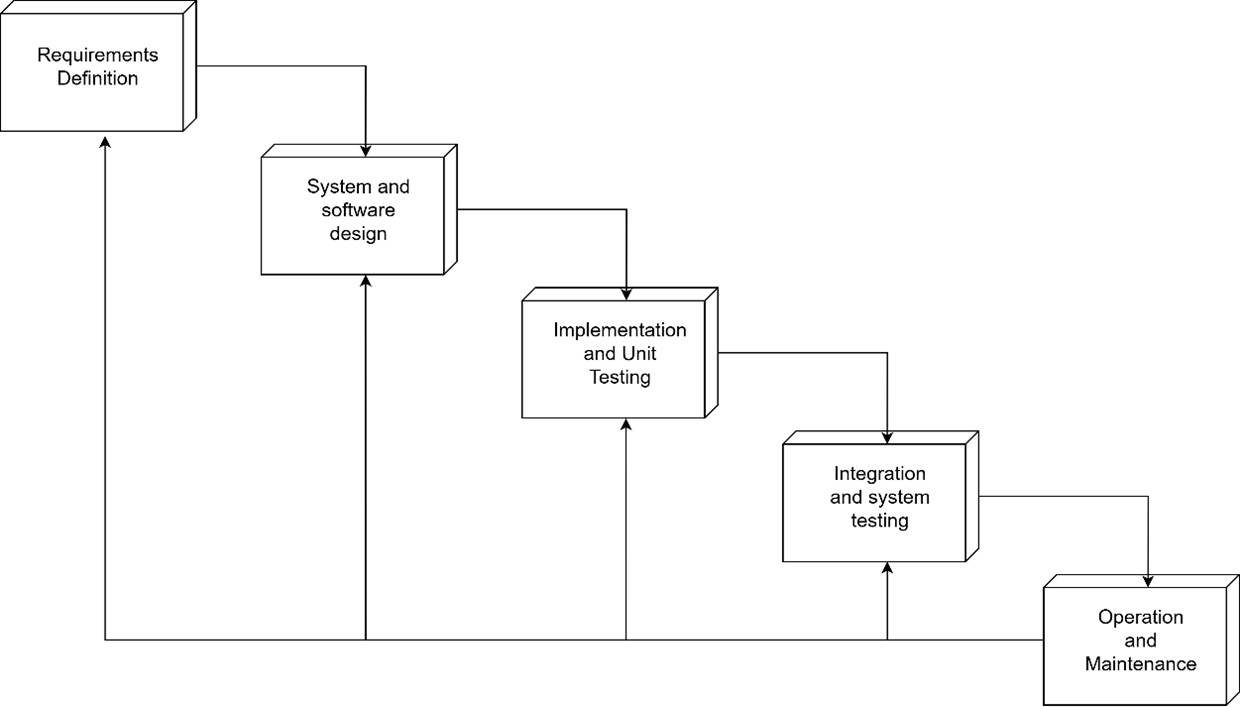 Requirements
Definition
System and
software
design
Implementation
and Unit
Testing
Integration
and system
testing
Operation
and
Maintenance